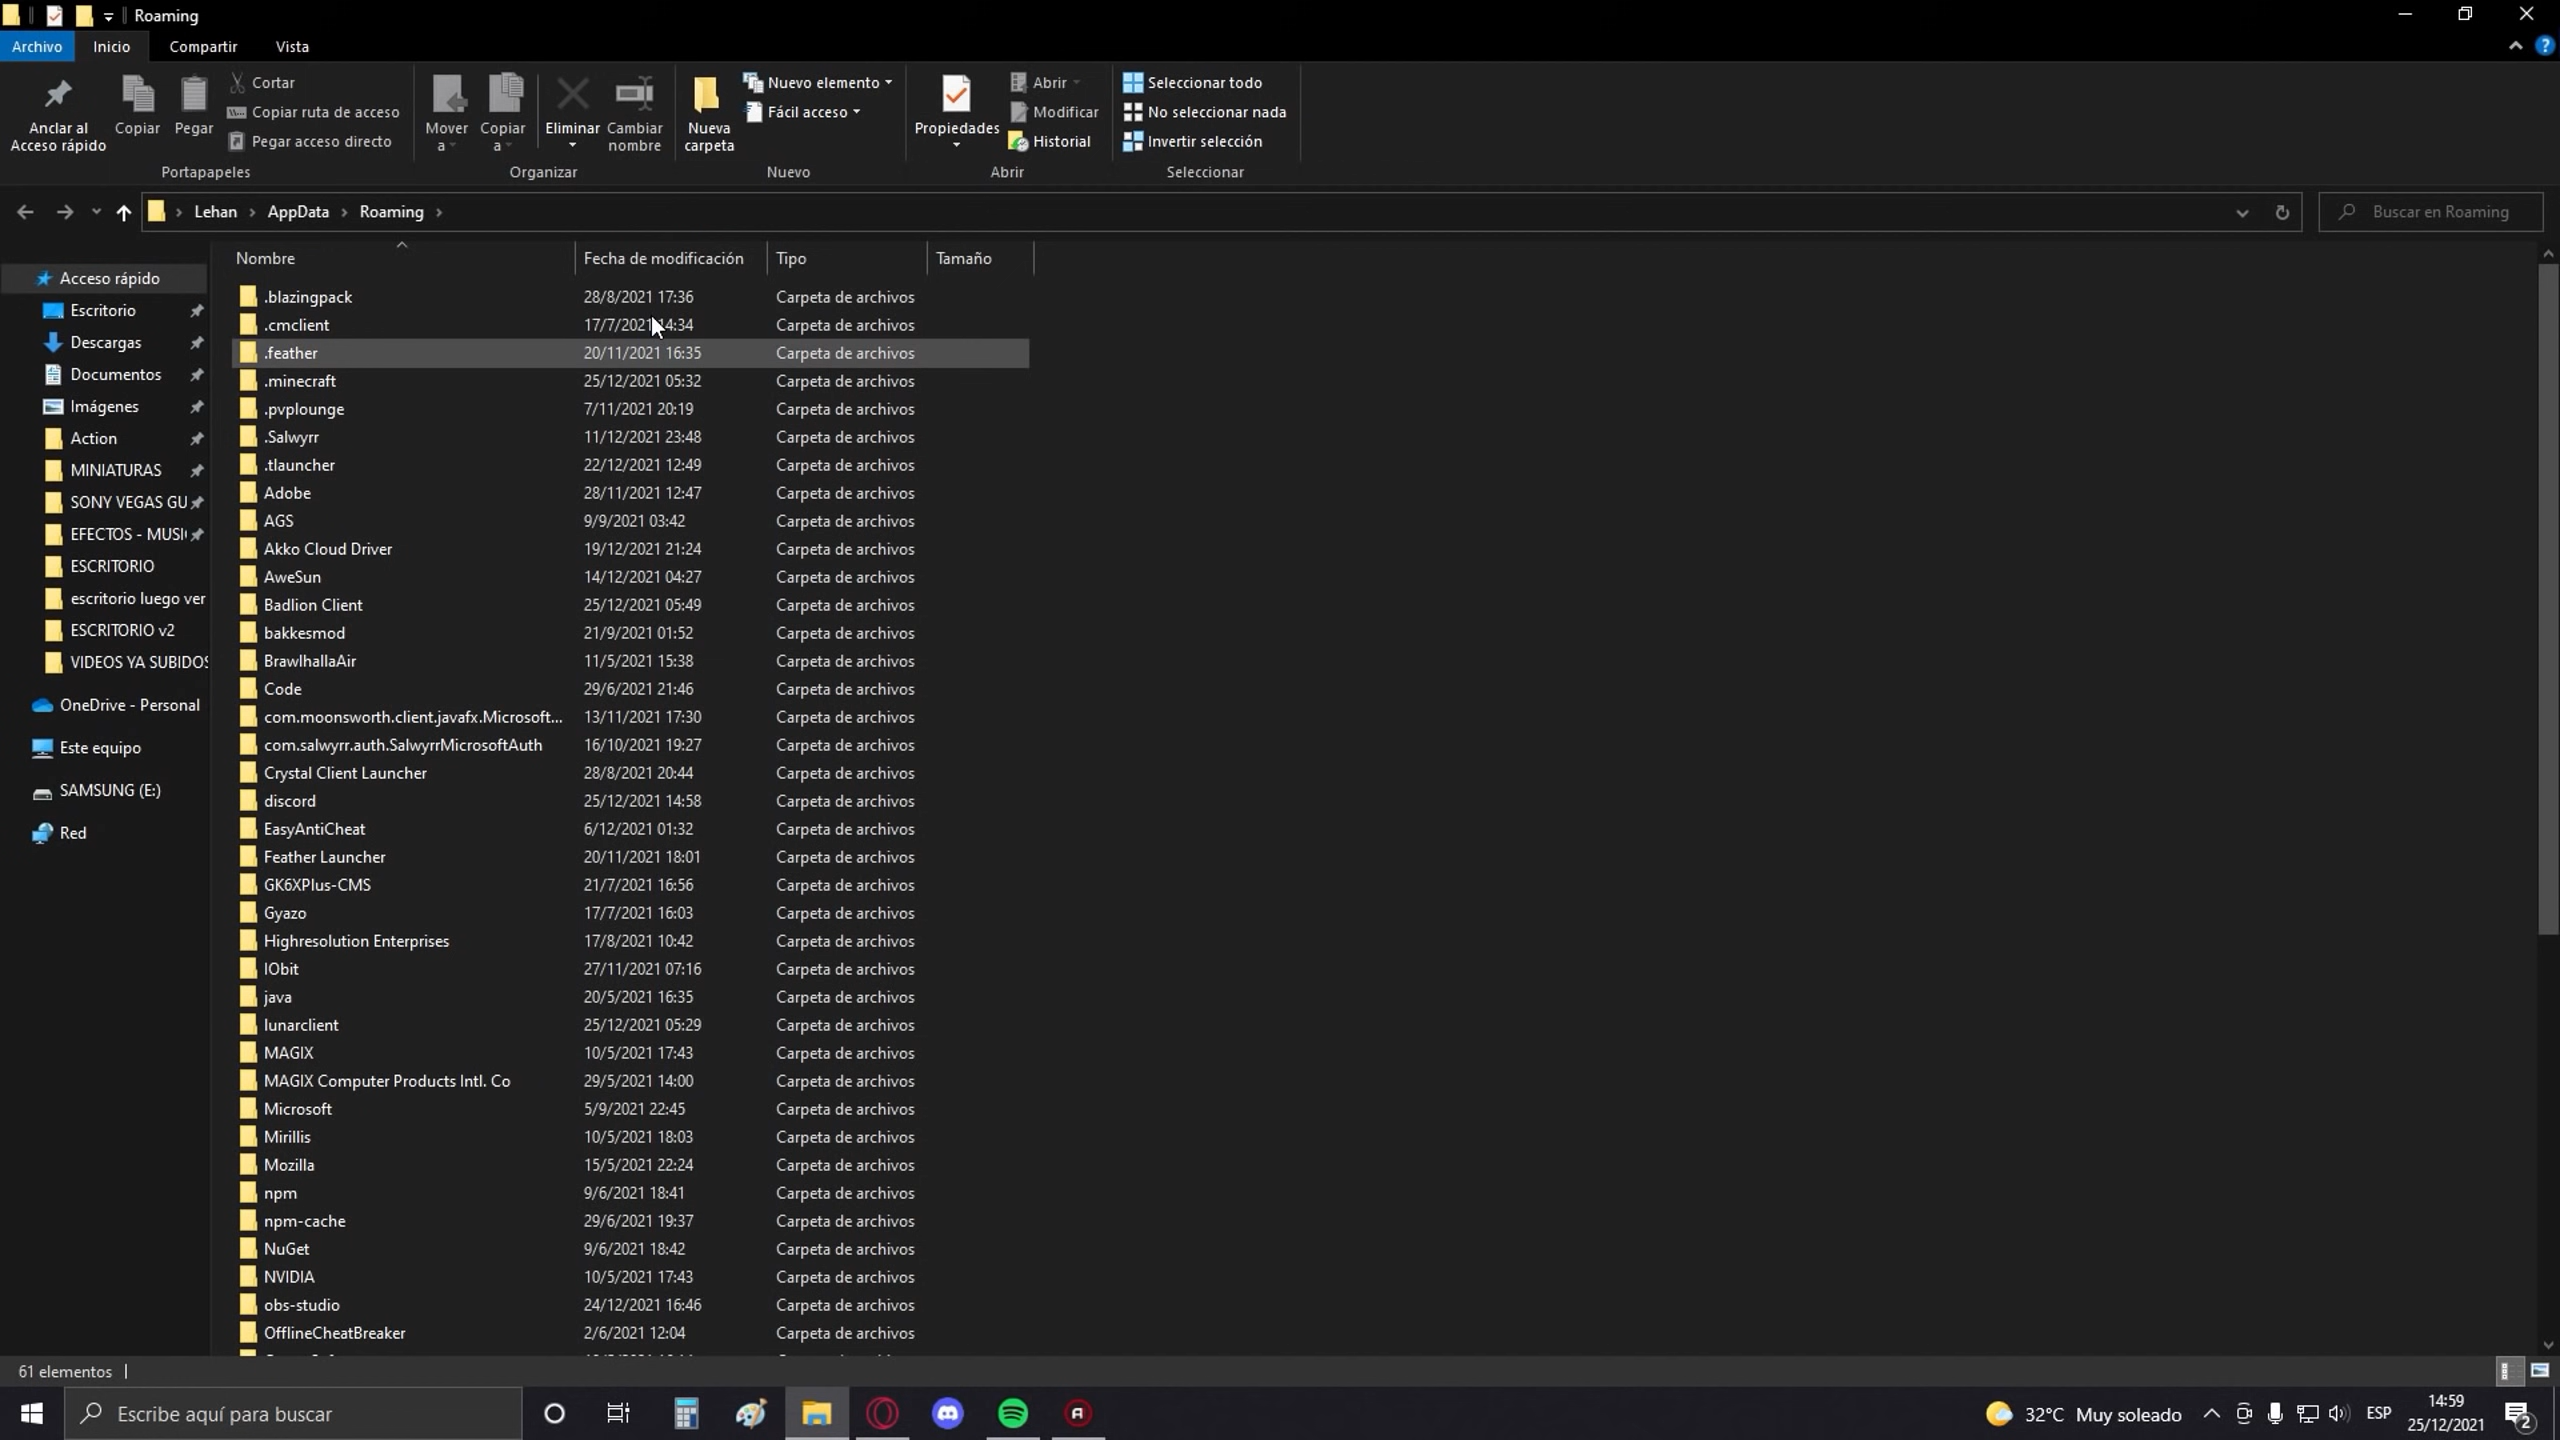 Roaming
Archivo Inicio Compartir Vista
Anclar al Acceso rápido
Copiar
Pegar
Cortar
Copiar ruta de acceso
Pegar acceso directo
Portapapeles
Mover a
Copiar a
Eliminar
Cambiar nombre
Organizar
Nueva carpeta
Nuevo elemento
Fácil acceso
Nuevo
Propiedades
Abrir
Modificar
Historial
Abrir
Seleccionar todo
No seleccionar nada
Invertir selección
Seleccionar
Lehan AppData Roaming
Buscar en Roaming
Acceso rápido
Escritorio
Descargas
Documentos
Imágenes
Action
MINIATURAS
SONY VEGAS GU
EFECTOS - MUSI
ESCRITORIO
escritorio luego ver
ESCRITORIO v2
VIDEOS YA SUBIDOS
OneDrive - Personal
Este equipo
SAMSUNG (E:)
Red
Nombre Fecha de modificación Tipo Tamaño
.blazingpack 28/8/2021 17:36 Carpeta de archivos
.cmclient 17/7/2021 14:34 Carpeta de archivos
.feather 20/11/2021 16:35 Carpeta de archivos
.minecraft 25/12/2021 05:32 Carpeta de archivos
.pvplounge 7/11/2021 20:19 Carpeta de archivos
.Salwyrr 11/12/2021 23:48 Carpeta de archivos
.tlauncher 22/12/2021 12:49 Carpeta de archivos
Adobe 28/11/2021 12:47 Carpeta de archivos
AGS 9/9/2021 03:42 Carpeta de archivos
Akko Cloud Driver 19/12/2021 21:24 Carpeta de archivos
AweSun 14/12/2021 04:27 Carpeta de archivos
Badlion Client 25/12/2021 05:49 Carpeta de archivos
bakkesmod 21/9/2021 01:52 Carpeta de archivos
BrawlhallaAir 11/5/2021 15:38 Carpeta de archivos
Code 29/6/2021 21:46 Carpeta de archivos
com.moonsworth.client.javafx.Microsoft... 13/11/2021 17:30 Carpeta de archivos
com.salwyrr.auth.SalwyrrMicrosoftAuth 16/10/2021 19:27 Carpeta de archivos
Crystal Client Launcher 28/8/2021 20:44 Carpeta de archivos
discord 25/12/2021 14:58 Carpeta de archivos
EasyAntiCheat 6/12/2021 01:32 Carpeta de archivos
Feather Launcher 20/11/2021 18:01 Carpeta de archivos
GK6XPlus-CMS 21/7/2021 16:56 Carpeta de archivos
Gyazo 17/7/2021 16:03 Carpeta de archivos
Highresolution Enterprises 17/8/2021 10:42 Carpeta de archivos
IObit 27/11/2021 07:16 Carpeta de archivos
java 20/5/2021 16:35 Carpeta de archivos
lunarclient 25/12/2021 05:29 Carpeta de archivos
MAGIX 10/5/2021 17:43 Carpeta de archivos
MAGIX Computer Products Intl. Co 29/5/2021 14:00 Carpeta de archivos
Microsoft 5/9/2021 22:45 Carpeta de archivos
Mirillis 10/5/2021 18:03 Carpeta de archivos
Mozilla 15/5/2021 22:24 Carpeta de archivos
npm 9/6/2021 18:41 Carpeta de archivos
npm-cache 29/6/2021 19:37 Carpeta de archivos
NuGet 9/6/2021 18:42 Carpeta de archivos
NVIDIA 10/5/2021 17:43 Carpeta de archivos
obs-studio 24/12/2021 16:46 Carpeta de archivos
OfflineCheatBreaker 2/6/2021 12:04 Carpeta de archivos
61 elementos
Escribe aquí para buscar
32°C Muy soleado
ESP
14:59
25/12/2021
2